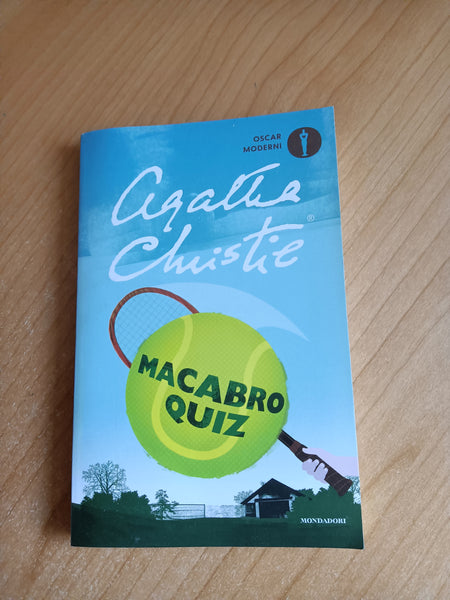 OSCAR
MODERNI
Agatha
Christie®
MACABRO
QUIZ
MONDADORI